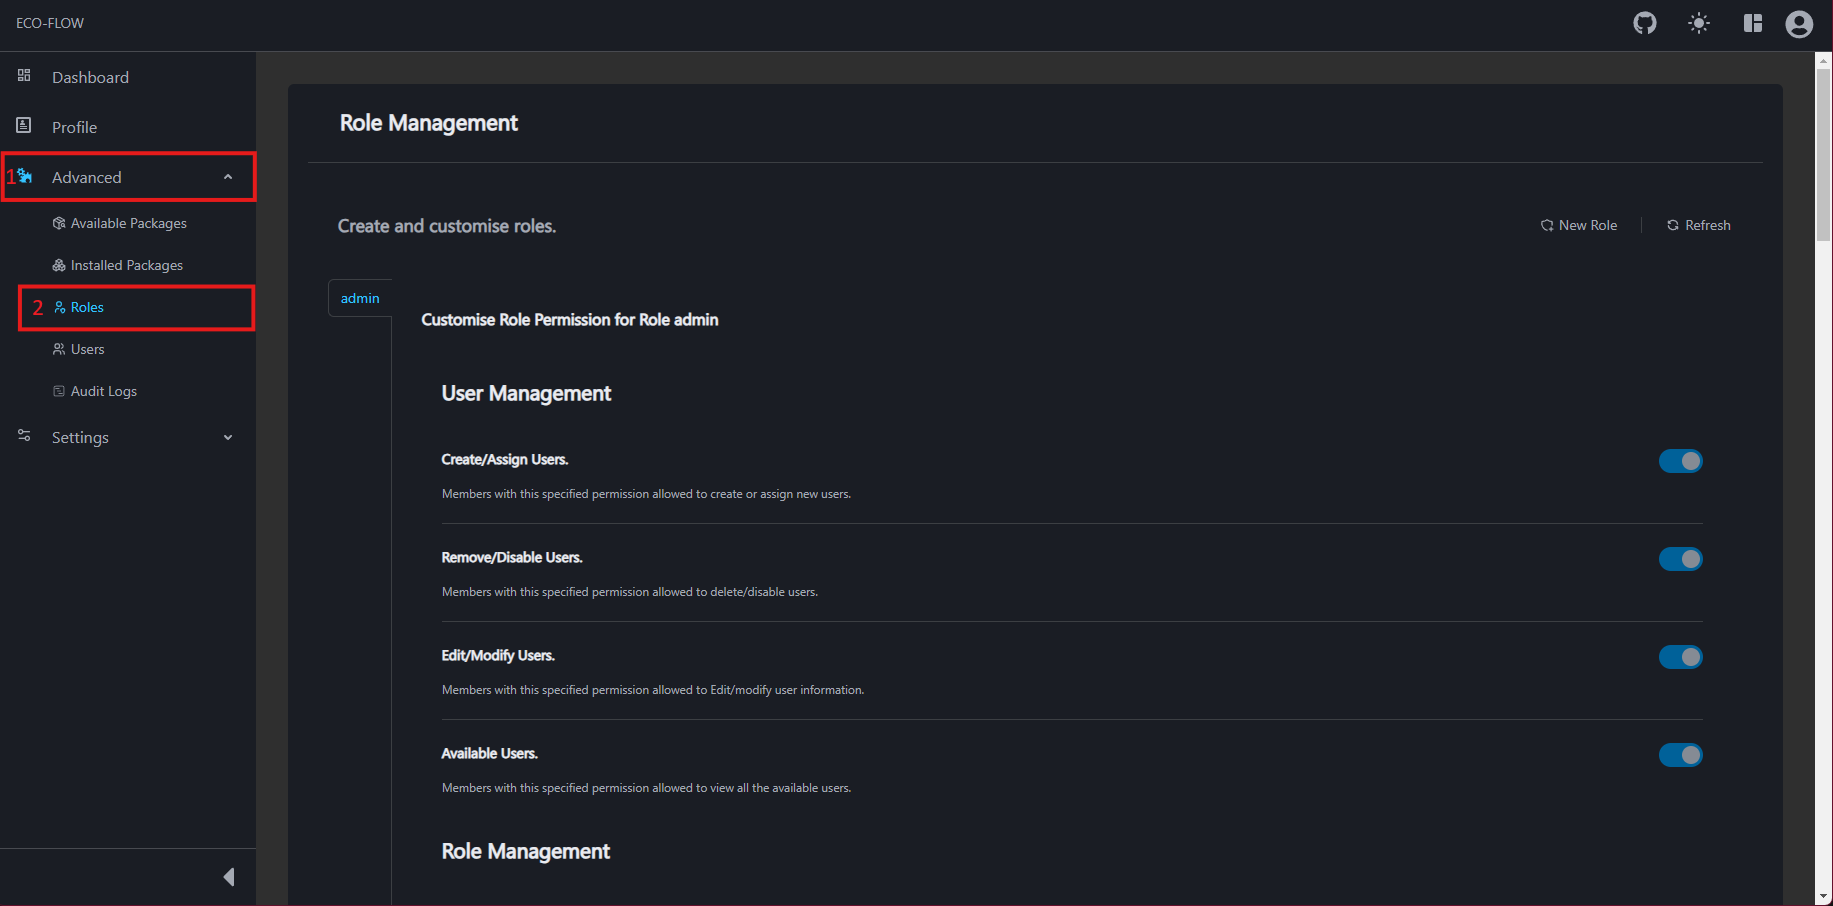 ECO-FLOW
Dashboard
Profile
1 Advanced
Available Packages
Installed Packages
2 Roles
Users
Audit Logs
Settings
Role Management
Create and customise roles.
New Role
Refresh
admin
Customise Role Permission for Role admin
User Management
Create/Assign Users.
Members with this specified permission allowed to create or assign new users.
Remove/Disable Users.
Members with this specified permission allowed to delete/disable users.
Edit/Modify Users.
Members with this specified permission allowed to Edit/modify user information.
Available Users.
Members with this specified permission allowed to view all the available users.
Role Management